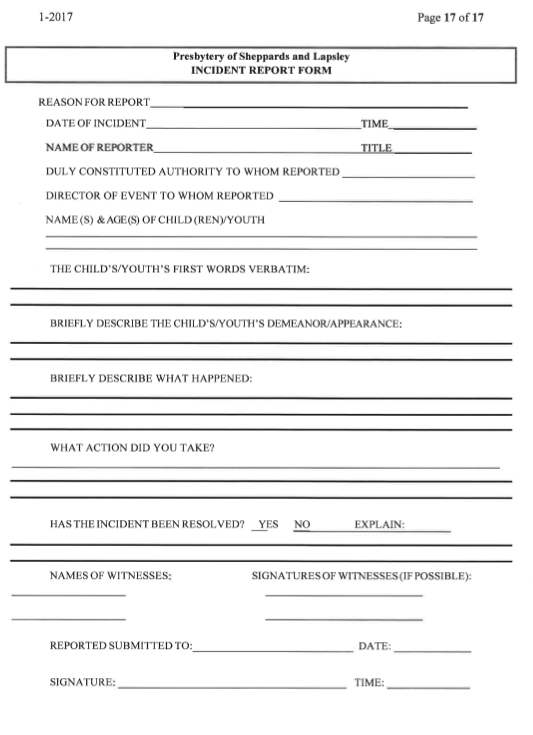 1-2017 Page 17 of 17
Presbytery of Sheppards and Lapsley
INCIDENT REPORT FORM
REASON FOR REPORT
DATE OF INCIDENT TIME
NAME OF REPORTER TITLE
DULY CONSTITUTED AUTHORITY TO WHOM REPORTED
DIRECTOR OF EVENT TO WHOM REPORTED
NAME (S) & AGE(S) OF CHILD (REN)/YOUTH
THE CHILD'S/YOUTH'S FIRST WORDS VERBATIM:
BRIEFLY DESCRIBE THE CHILD'S/YOUTH'S DEMEANOR/APPEARANCE:
BRIEFLY DESCRIBE WHAT HAPPENED:
WHAT ACTION DID YOU TAKE?
HAS THE INCIDENT BEEN RESOLVED? YES NO EXPLAIN:
NAMES OF WITNESSES: SIGNATURES OF WITNESSES (IF POSSIBLE):
REPORTED SUBMITTED TO: DATE:
SIGNATURE: TIME: